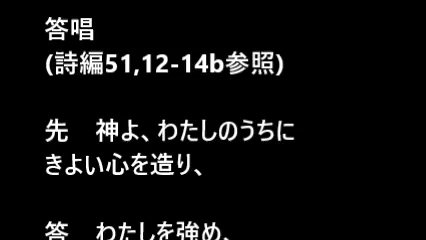 答唱
(詩編51,12-14b参照)
先　神よ、わたしのうちに
きよい心を造り、
答　わたしを強め、